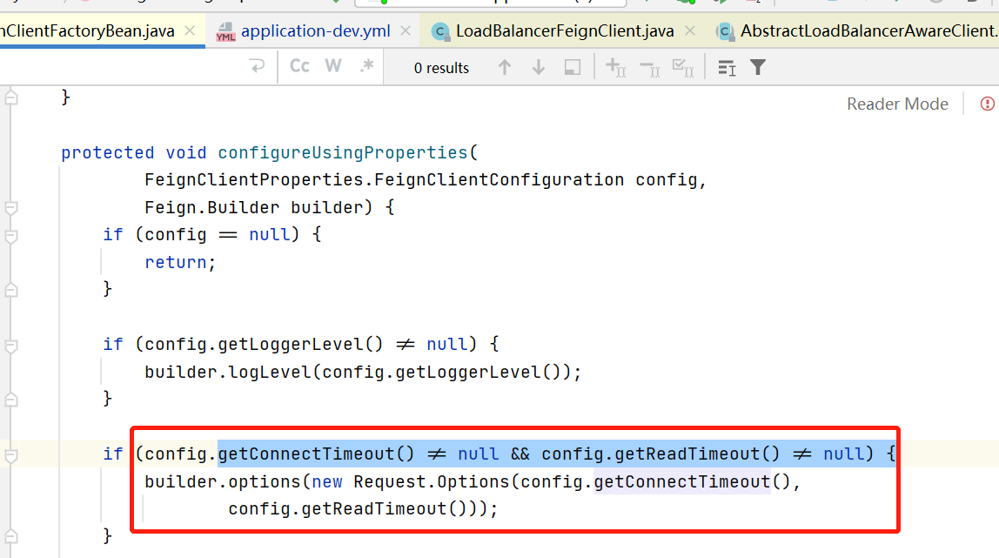 nClientFactoryBean.java × YML application-dev.yml × C LoadBalancerFeignClient.java × C AbstractLoadBalancerAwareClient.
Cc W .* 0 results
}
Reader Mode
protected void configureUsingProperties(
FeignClientProperties.FeignClientConfiguration config,
Feign.Builder builder) {
if (config == null) {
return;
}
if (config.getLoggerLevel() != null) {
builder.logLevel(config.getLoggerLevel());
}
if (config.getConnectTimeout() != null && config.getReadTimeout() != null) {
builder.options(new Request.Options(config.getConnectTimeout(),
config.getReadTimeout()));
}